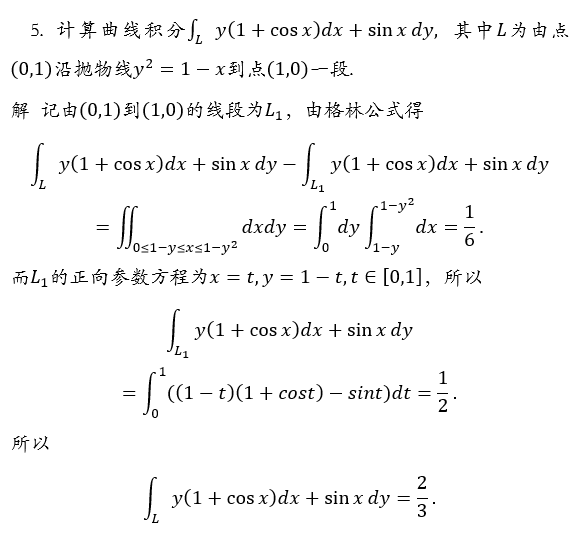 5. 计算曲线积分∫_L y(1 + cos x)dx + sin x dy, 其中L为由点
(0,1)沿抛物线y² = 1 − x到点(1,0)一段.
解 记由(0,1)到(1,0)的线段为L₁，由格林公式得
∫_L y(1 + cos x)dx + sin x dy − ∫_{L₁} y(1 + cos x)dx + sin x dy
= ∬_{0≤1−y≤x≤1−y²} dxdy = ∫_0^1 dy ∫_{1−y}^{1−y²} dx = 1/6 .
而L₁的正向参数方程为x = t, y = 1 − t, t ∈ [0,1]，所以
∫_{L₁} y(1 + cos x)dx + sin x dy
= ∫_0^1 ((1 − t)(1 + cost) − sint)dt = 1/2 .
所以
∫_L y(1 + cos x)dx + sin x dy = 2/3 .